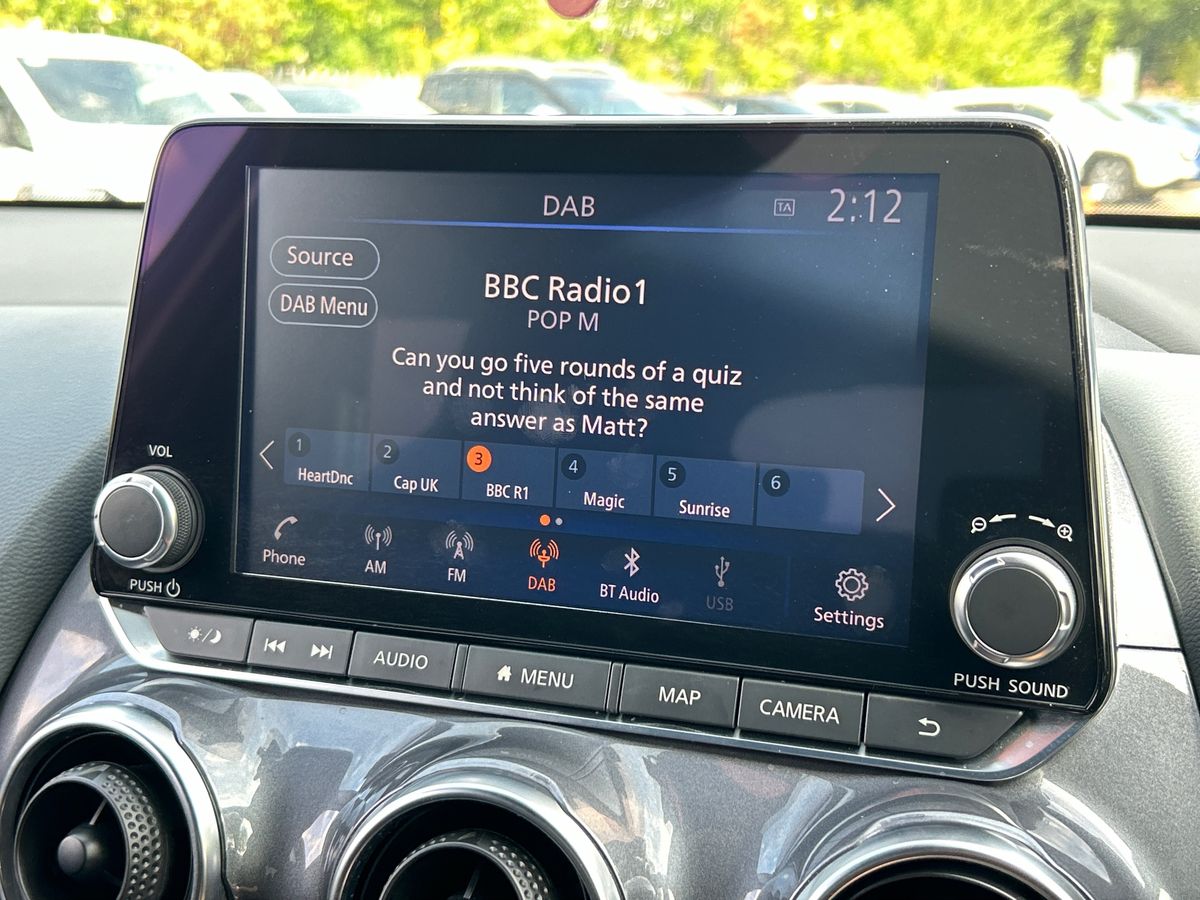 DAB
TA
2:12
Source
DAB Menu
BBC Radio1
POP M
Can you go five rounds of a quiz
and not think of the same
answer as Matt?
1 HeartDnc
2 Cap UK
3 BBC R1
4 Magic
5 Sunrise
6
Phone
AM
FM
DAB
BT Audio
USB
Settings
VOL
PUSH
PUSH SOUND
AUDIO
MENU
MAP
CAMERA